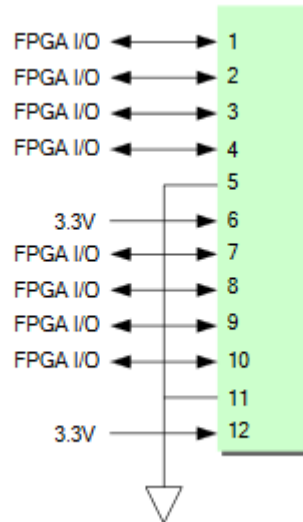 FPGA I/O 1
FPGA I/O 2
FPGA I/O 3
FPGA I/O 4
5
3.3V 6
FPGA I/O 7
FPGA I/O 8
FPGA I/O 9
FPGA I/O 10
11
3.3V 12